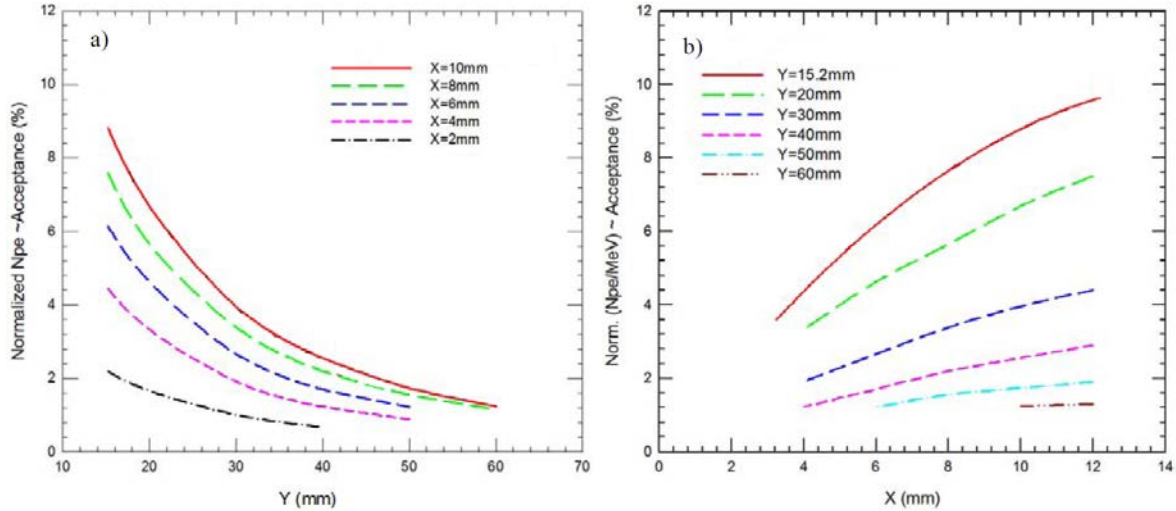 a)
X=10mm
X=8mm
X=6mm
X=4mm
X=2mm
Normalized Npe ~Acceptance (%)
12
10
8
6
4
2
0
10 20 30 40 50 60 70
Y (mm)
b)
Y=15.2mm
Y=20mm
Y=30mm
Y=40mm
Y=50mm
Y=60mm
Norm. (Npe/MeV) ~ Acceptance (%)
12
10
8
6
4
2
0
0 2 4 6 8 10 12 14
X (mm)